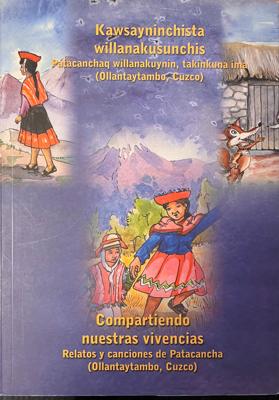 Kawsayninchista
willanakusunchis
Patacanchaq willanakuynin, takinkuna ima
(Ollantaytambo, Cuzco)
Compartiendo
nuestras vivencias
Relatos y canciones de Patacancha
(Ollantaytambo, Cuzco)